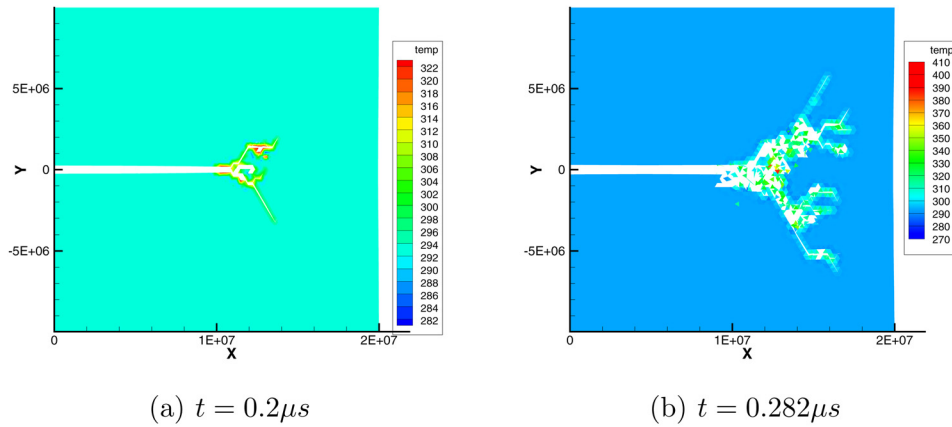 temp
322
320
318
316
314
312
310
308
306
304
302
300
298
296
294
292
290
288
286
284
282
5E+06
0
-5E+06
Y
0
1E+07
2E+07
X
(a) t = 0.2μs
temp
410
400
390
380
370
360
350
340
330
320
310
300
290
280
270
5E+06
0
-5E+06
Y
0
1E+07
2E+07
X
(b) t = 0.282μs